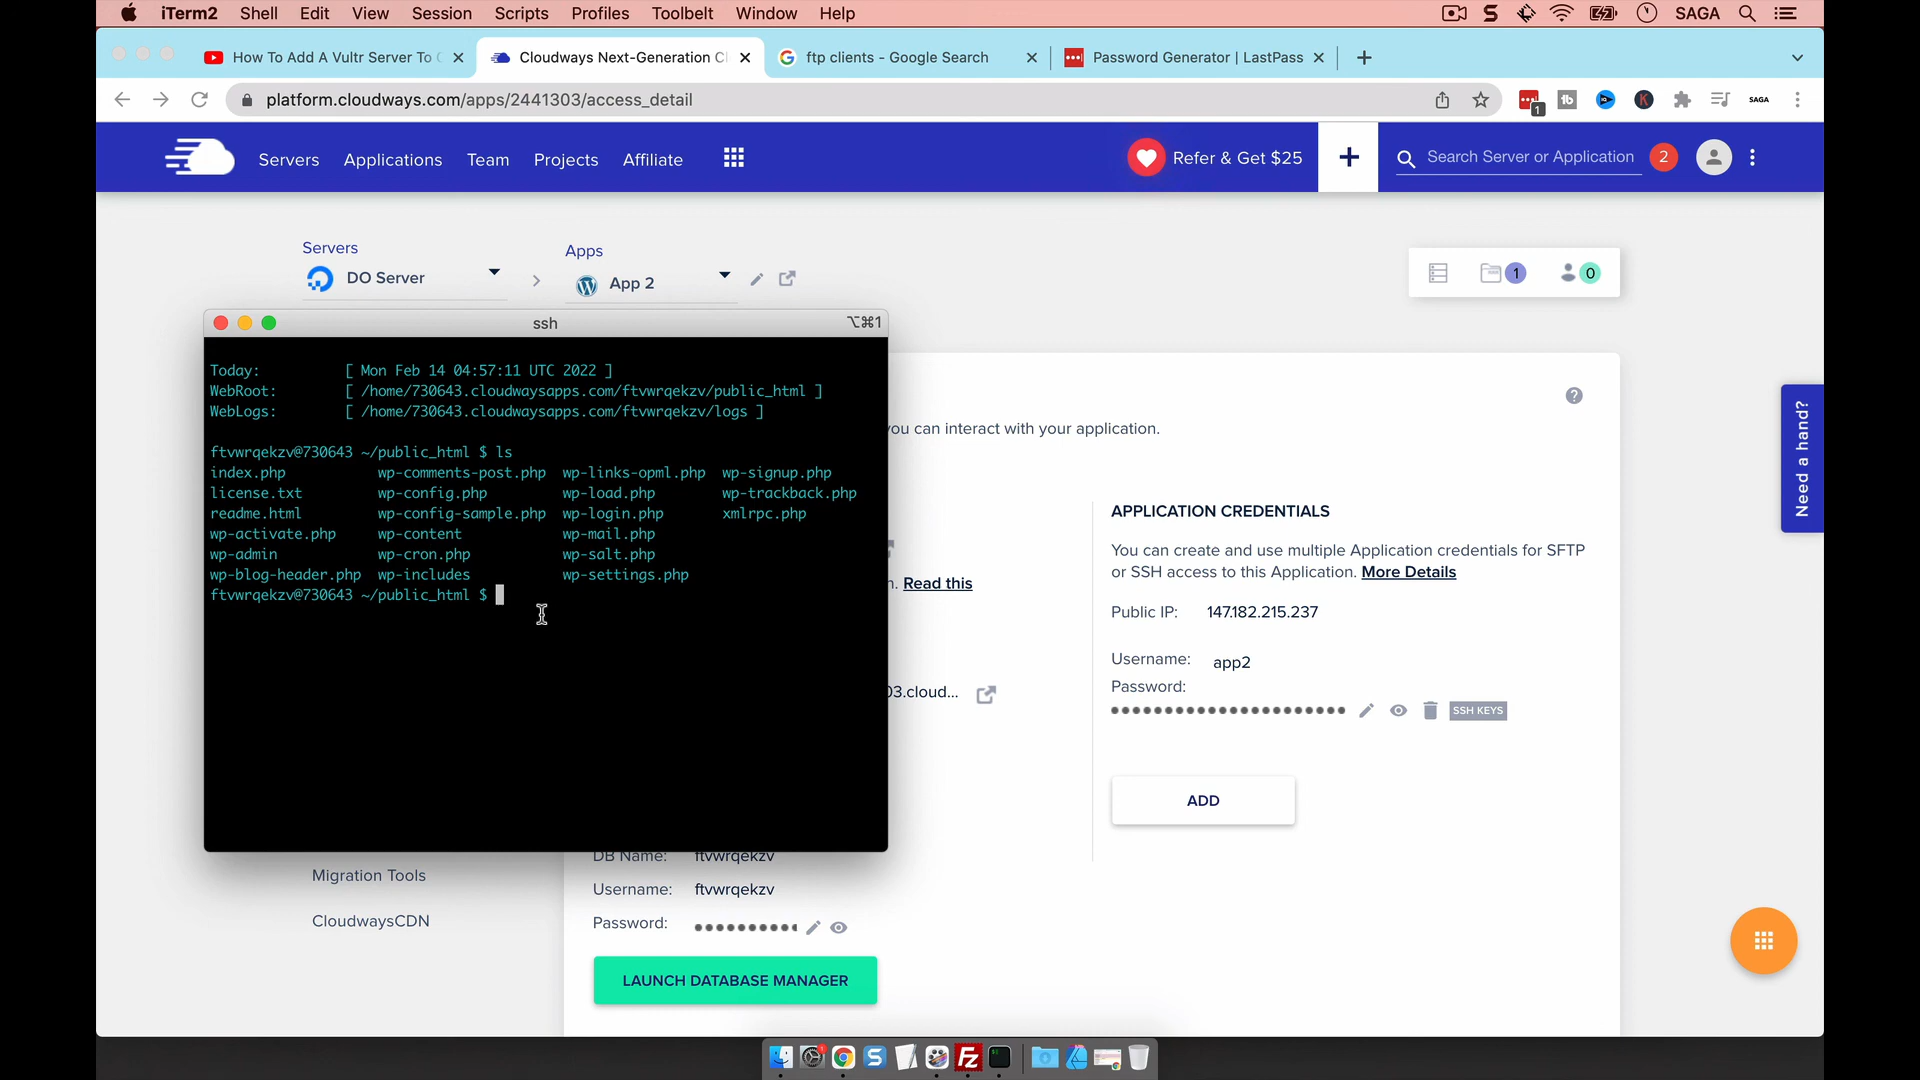 iTerm2 Shell Edit View Session Scripts Profiles Toolbelt Window Help SAGA
How To Add A Vultr Server To C
Cloudways Next-Generation Cl
ftp clients - Google Search
Password Generator | LastPass
platform.cloudways.com/apps/2441303/access_detail
1
SAGA
Servers Applications Team Projects Affiliate
Refer & Get $25
+
Search Server or Application
2
Servers
DO Server
Apps
App 2
1
0
ssh
⌥⌘1
Today: [ Mon Feb 14 04:57:11 UTC 2022 ]
WebRoot: [ /home/730643.cloudwaysapps.com/ftvwrqekzv/public_html ]
WebLogs: [ /home/730643.cloudwaysapps.com/ftvwrqekzv/logs ]
ftvwrqekzv@730643 ~/public_html $ ls
index.php wp-comments-post.php wp-links-opml.php wp-signup.php
license.txt wp-config.php wp-load.php wp-trackback.php
readme.html wp-config-sample.php wp-login.php xmlrpc.php
wp-activate.php wp-content wp-mail.php
wp-admin wp-cron.php wp-salt.php
wp-blog-header.php wp-includes wp-settings.php
ftvwrqekzv@730643 ~/public_html $
you can interact with your application.
n. Read this
03.cloud...
APPLICATION CREDENTIALS
You can create and use multiple Application credentials for SFTP
or SSH access to this Application. More Details
Public IP: 147.182.215.237
Username: app2
Password:
SSH KEYS
ADD
Need a hand?
Migration Tools
CloudwaysCDN
DB Name: ftvwrqekzv
Username: ftvwrqekzv
Password:
LAUNCH DATABASE MANAGER